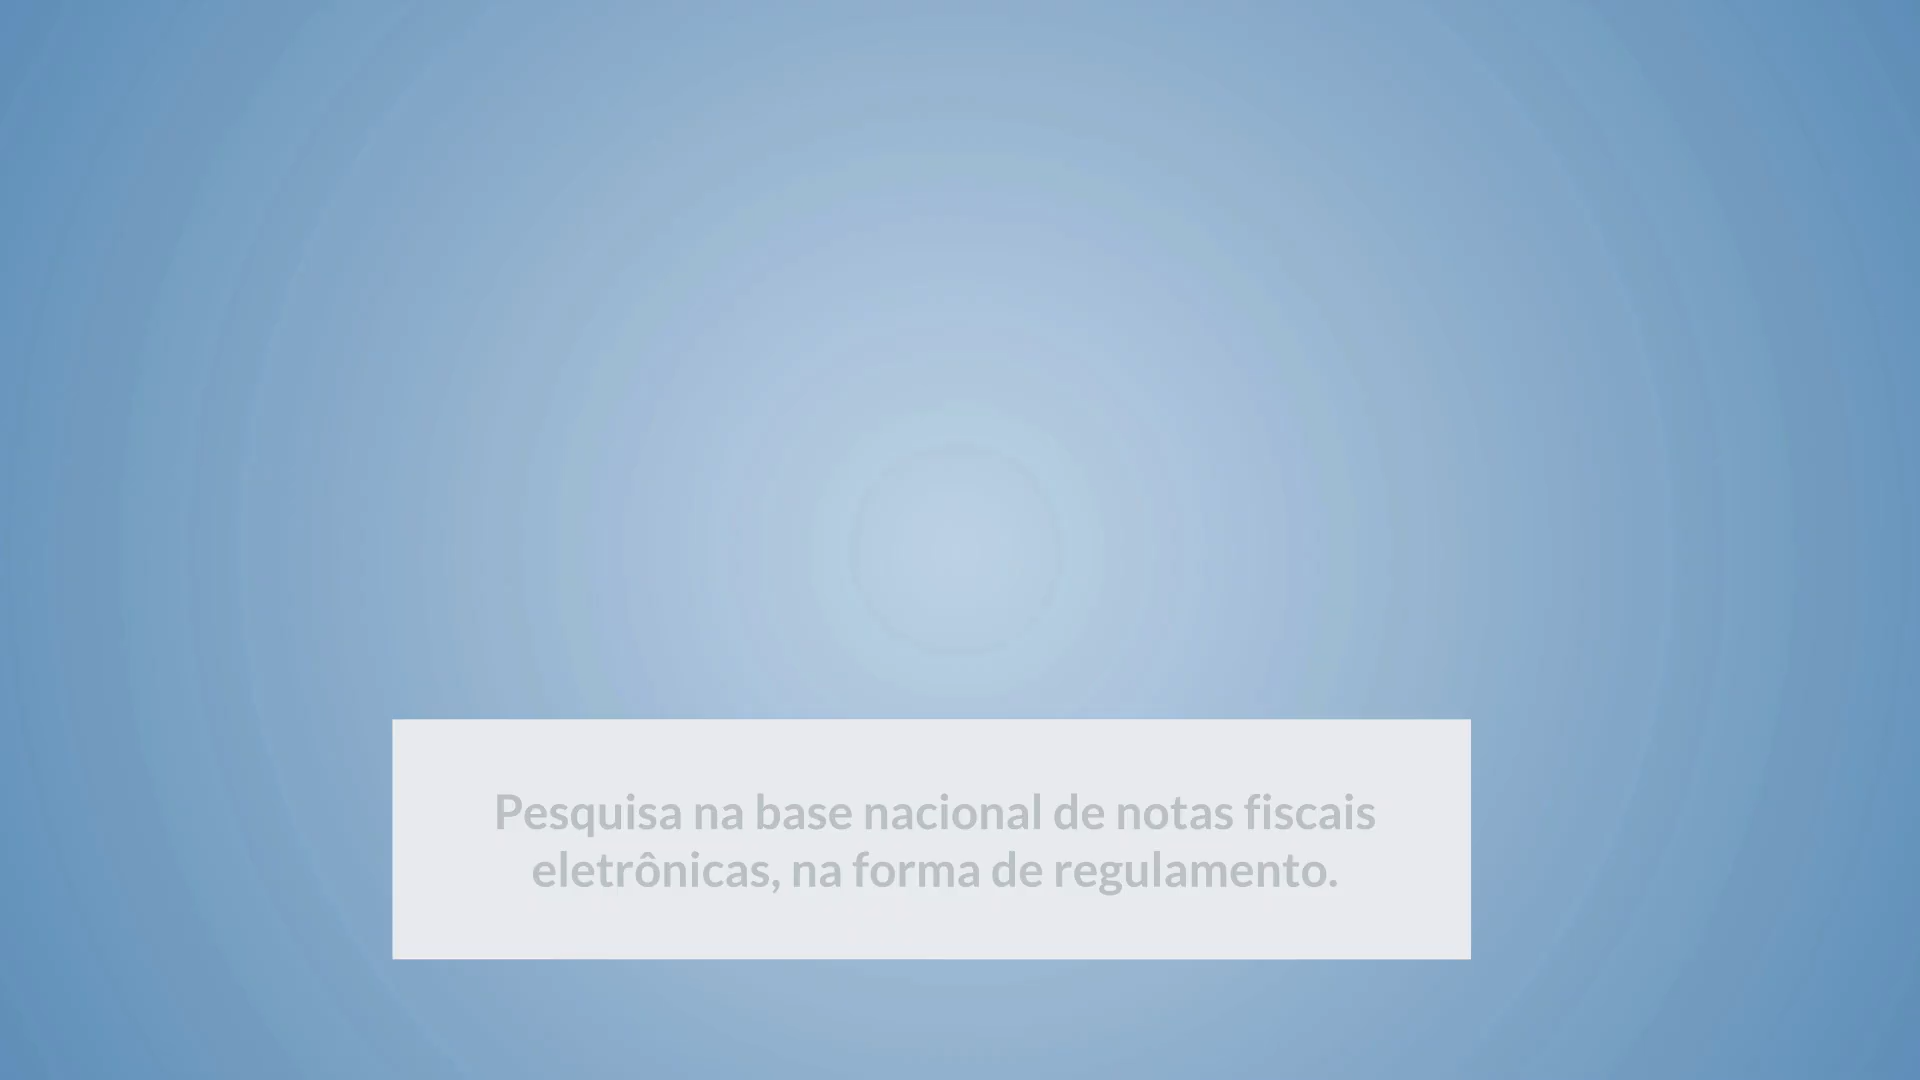 Pesquisa na base nacional de notas fiscais
eletrônicas, na forma de regulamento.